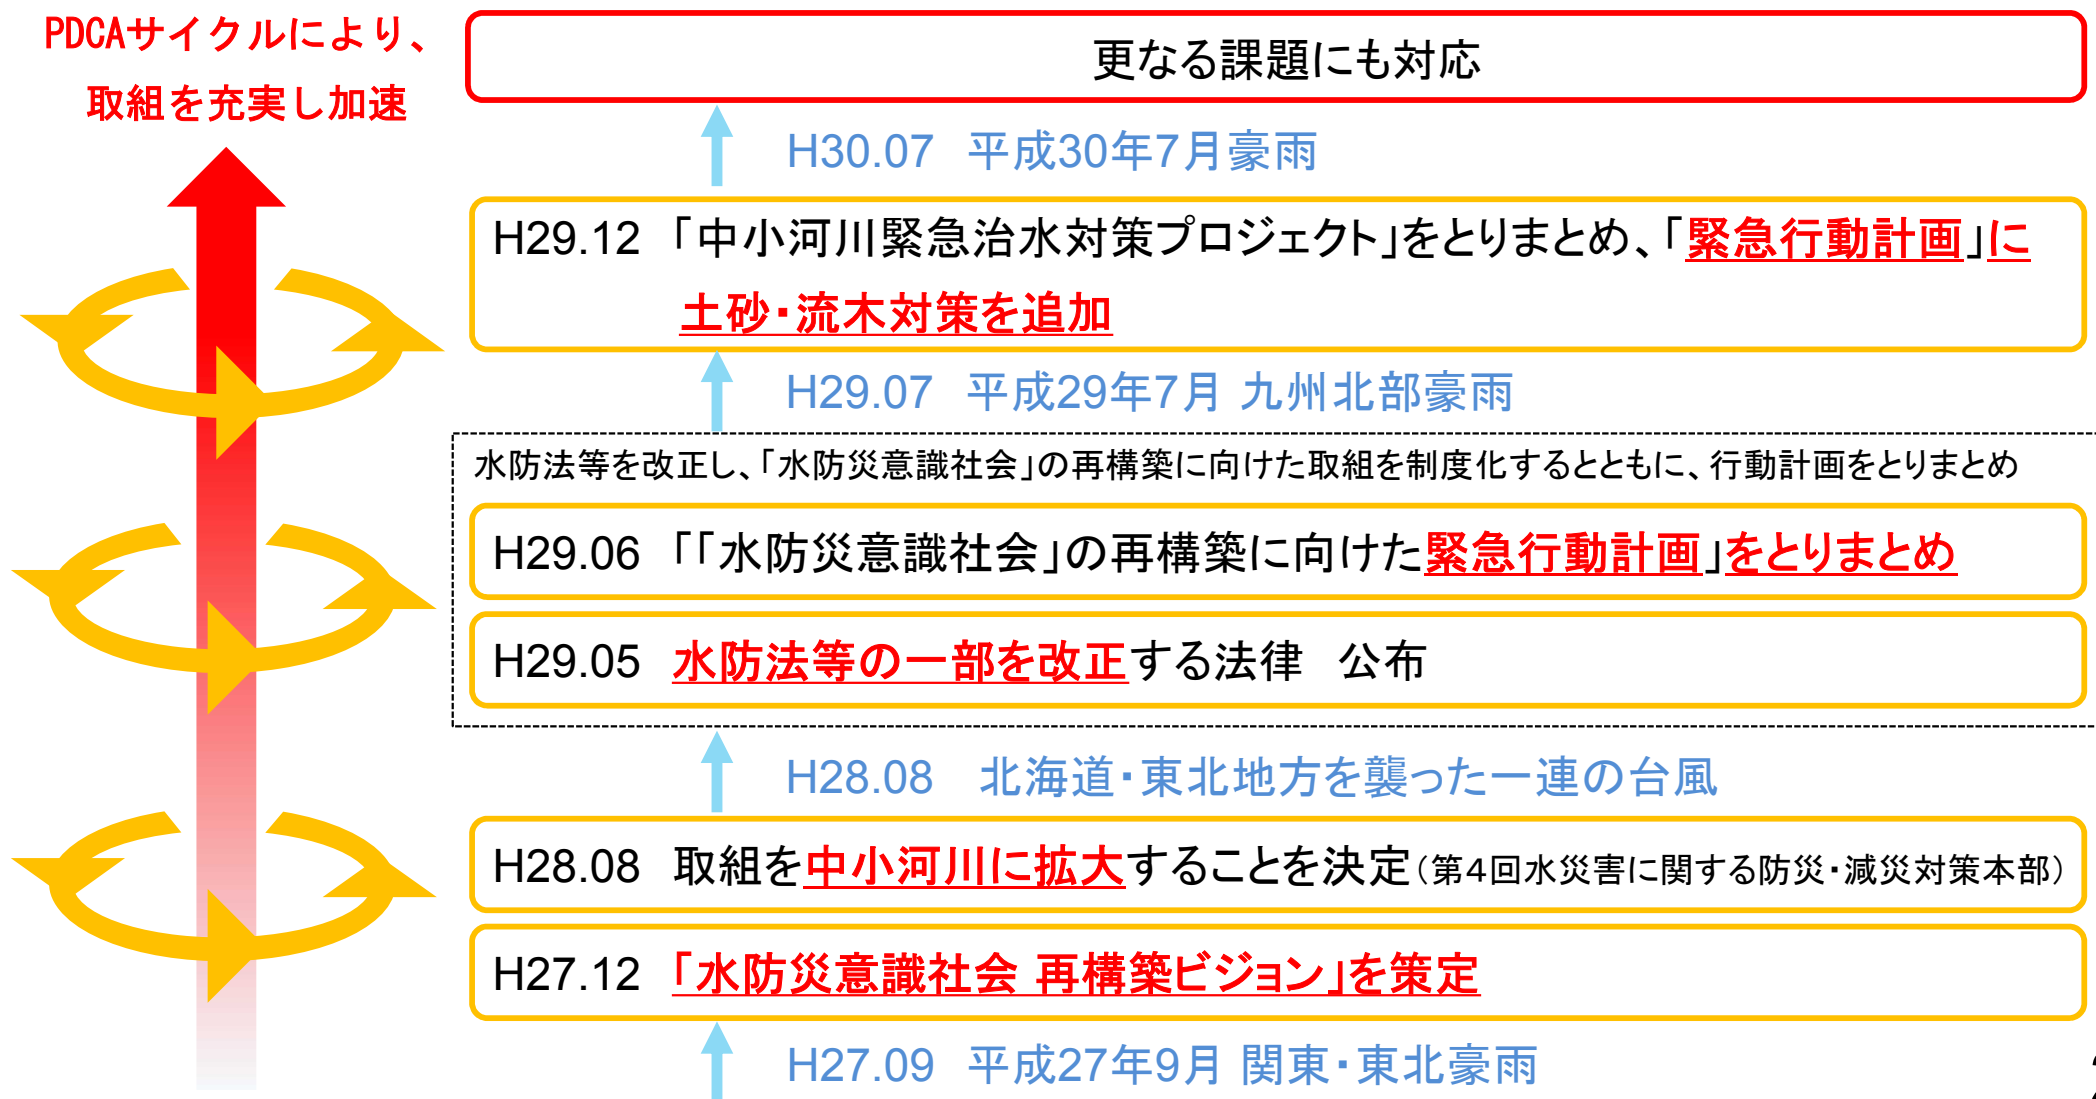 PDCAサイクルにより、
取組を充実し加速
更なる課題にも対応
H30.07 平成30年7月豪雨
H29.12 「中小河川緊急治水対策プロジェクト」をとりまとめ、「緊急行動計画」に
土砂・流木対策を追加
H29.07 平成29年7月 九州北部豪雨
水防法等を改正し、「水防災意識社会」の再構築に向けた取組を制度化するとともに、行動計画をとりまとめ
H29.06 「「水防災意識社会」の再構築に向けた緊急行動計画」をとりまとめ
H29.05 水防法等の一部を改正する法律　公布
H28.08 北海道・東北地方を襲った一連の台風
H28.08 取組を中小河川に拡大することを決定（第4回水災害に関する防災・減災対策本部）
H27.12 「水防災意識社会 再構築ビジョン」を策定
H27.09 平成27年9月 関東・東北豪雨